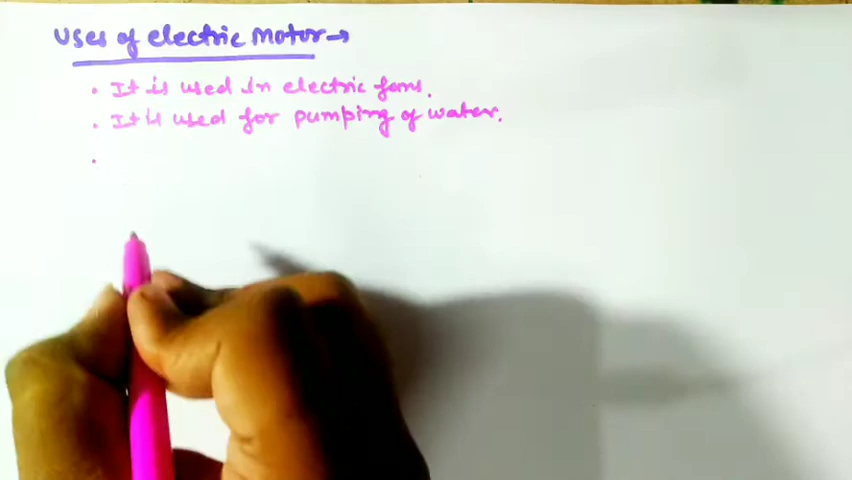 Uses of electric Motor→
• It is used in electric fans.
• It is used for pumping of water.
•